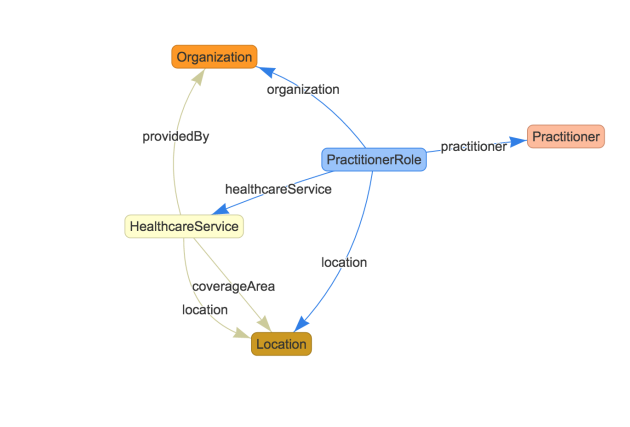 Organization
organization
providedBy
Practitioner
practitioner
PractitionerRole
healthcareService
HealthcareService
location
coverageArea
location
Location